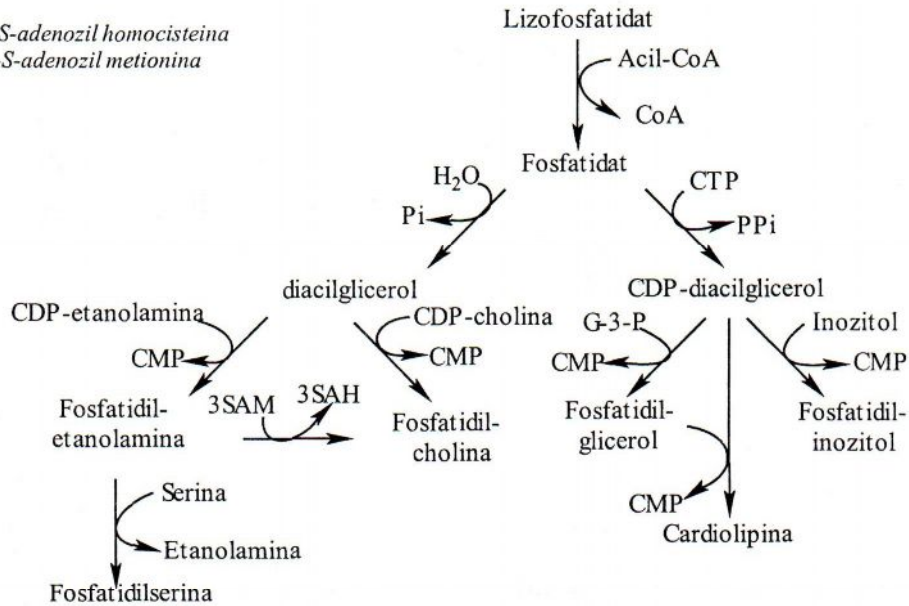 S-adenozil homocisteina
S-adenozil metionina
Lizofosfatidat
Acil-CoA
CoA
Fosfatidat
H₂O
Pi
CTP
PPi
diacilglicerol
CDP-diacilglicerol
CDP-etanolamina
CMP
CDP-cholina
CMP
G-3-P
CMP
Inozitol
CMP
Fosfatidil-
etanolamina
3SAM
3SAH
Fosfatidil-
cholina
Fosfatidil-
glicerol
Fosfatidil-
inozitol
CMP
Cardiolipina
Serina
Etanolamina
Fosfatidilserina